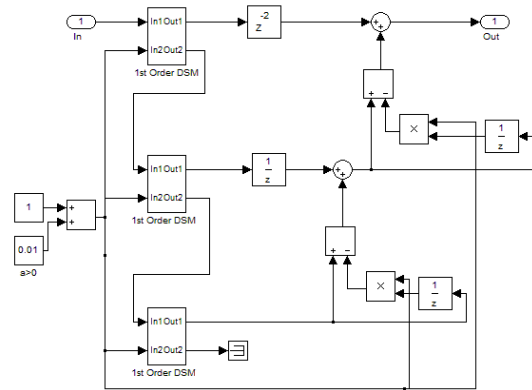 1
In
In1Out1
In2Out2
1st Order DSM
-2
Z
+
+
1
Out
+
-
×
1
z
In1Out1
In2Out2
1st Order DSM
1
z
+
+
1
+
+
0.01
a>0
+
-
×
1
z
In1Out1
In2Out2
1st Order DSM